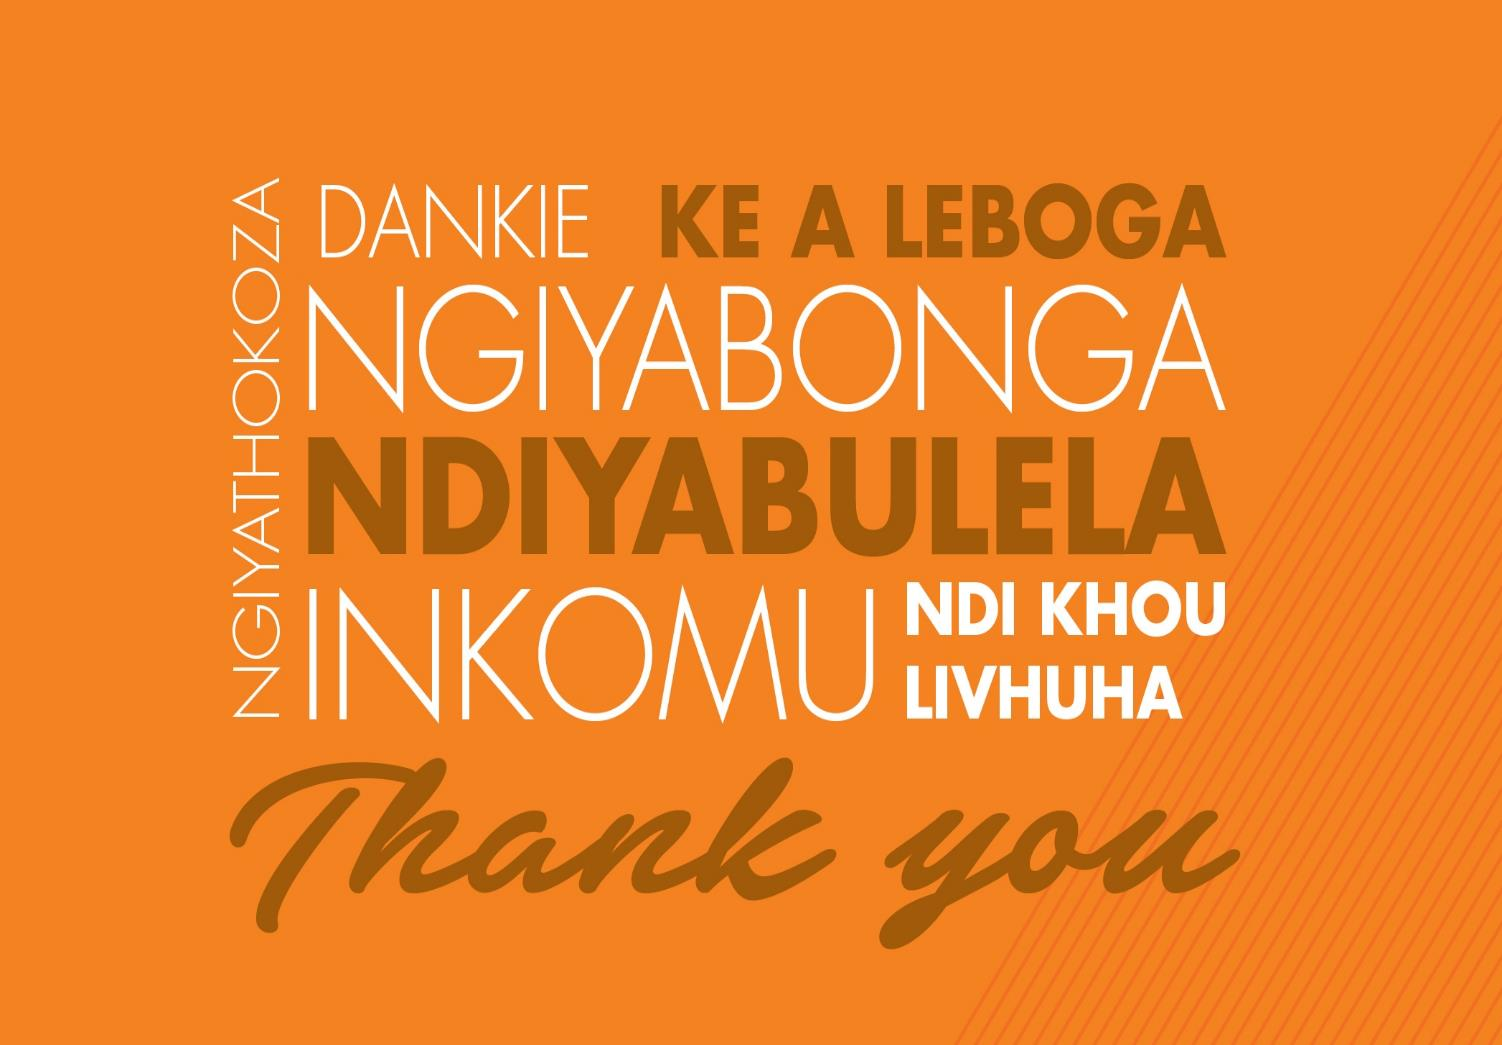 NGIYATHOKOZA
DANKIE KE A LEBOGA
NGIYABONGA
NDIYABULELA
INKOMU
NDI KHOU
LIVHUHA
Thank you